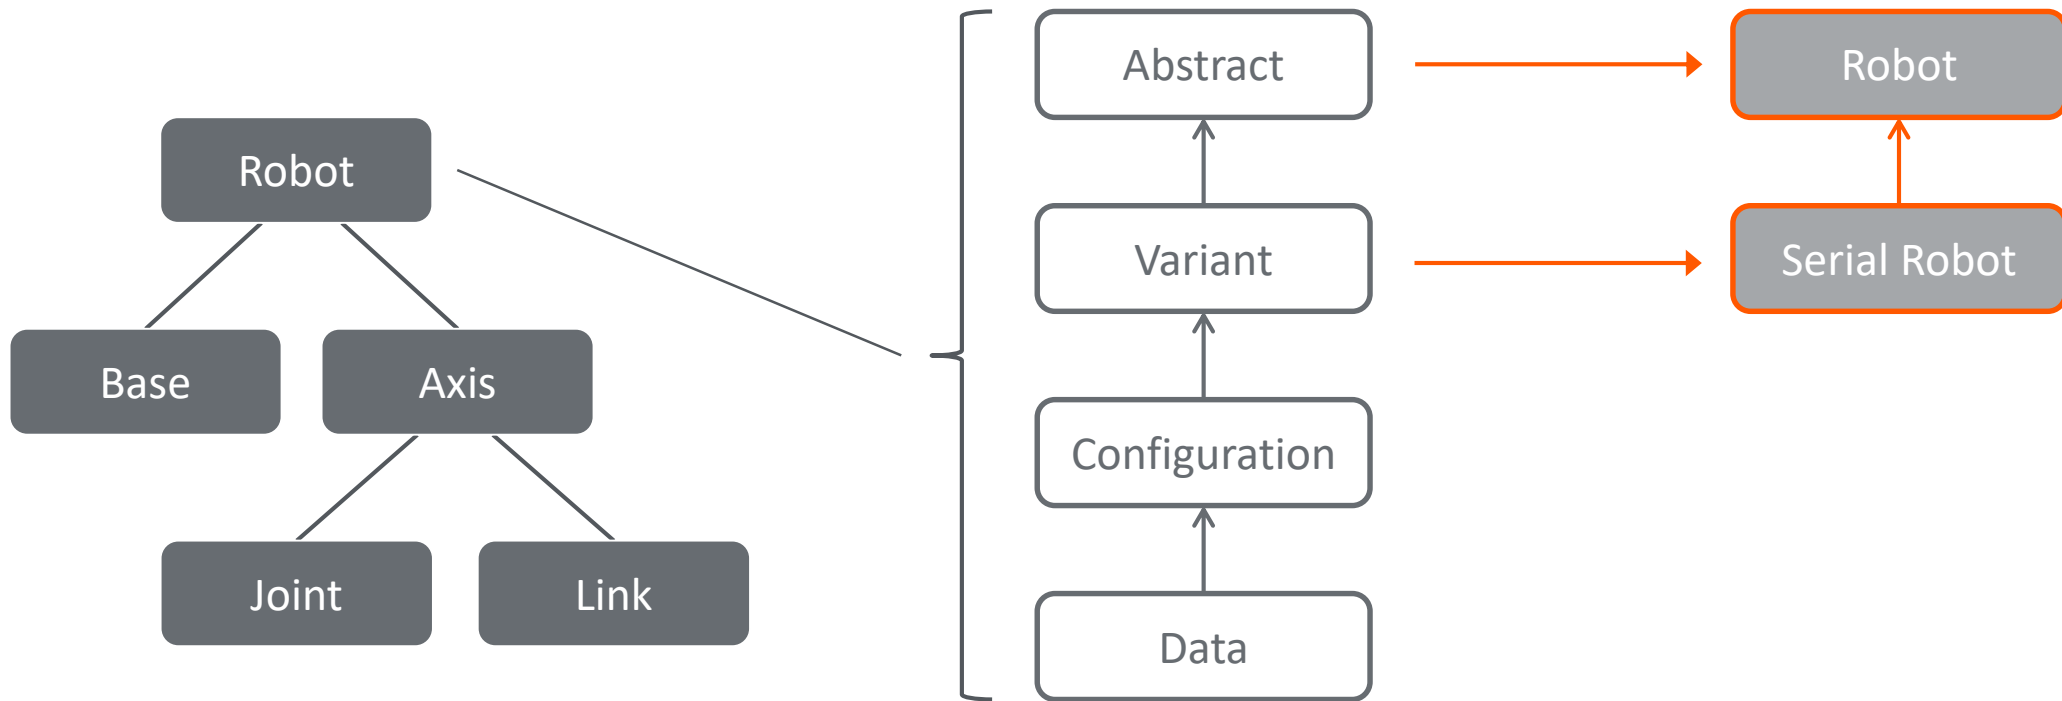 Robot
Base
Axis
Joint
Link
Abstract
Variant
Configuration
Data
Robot
Serial Robot